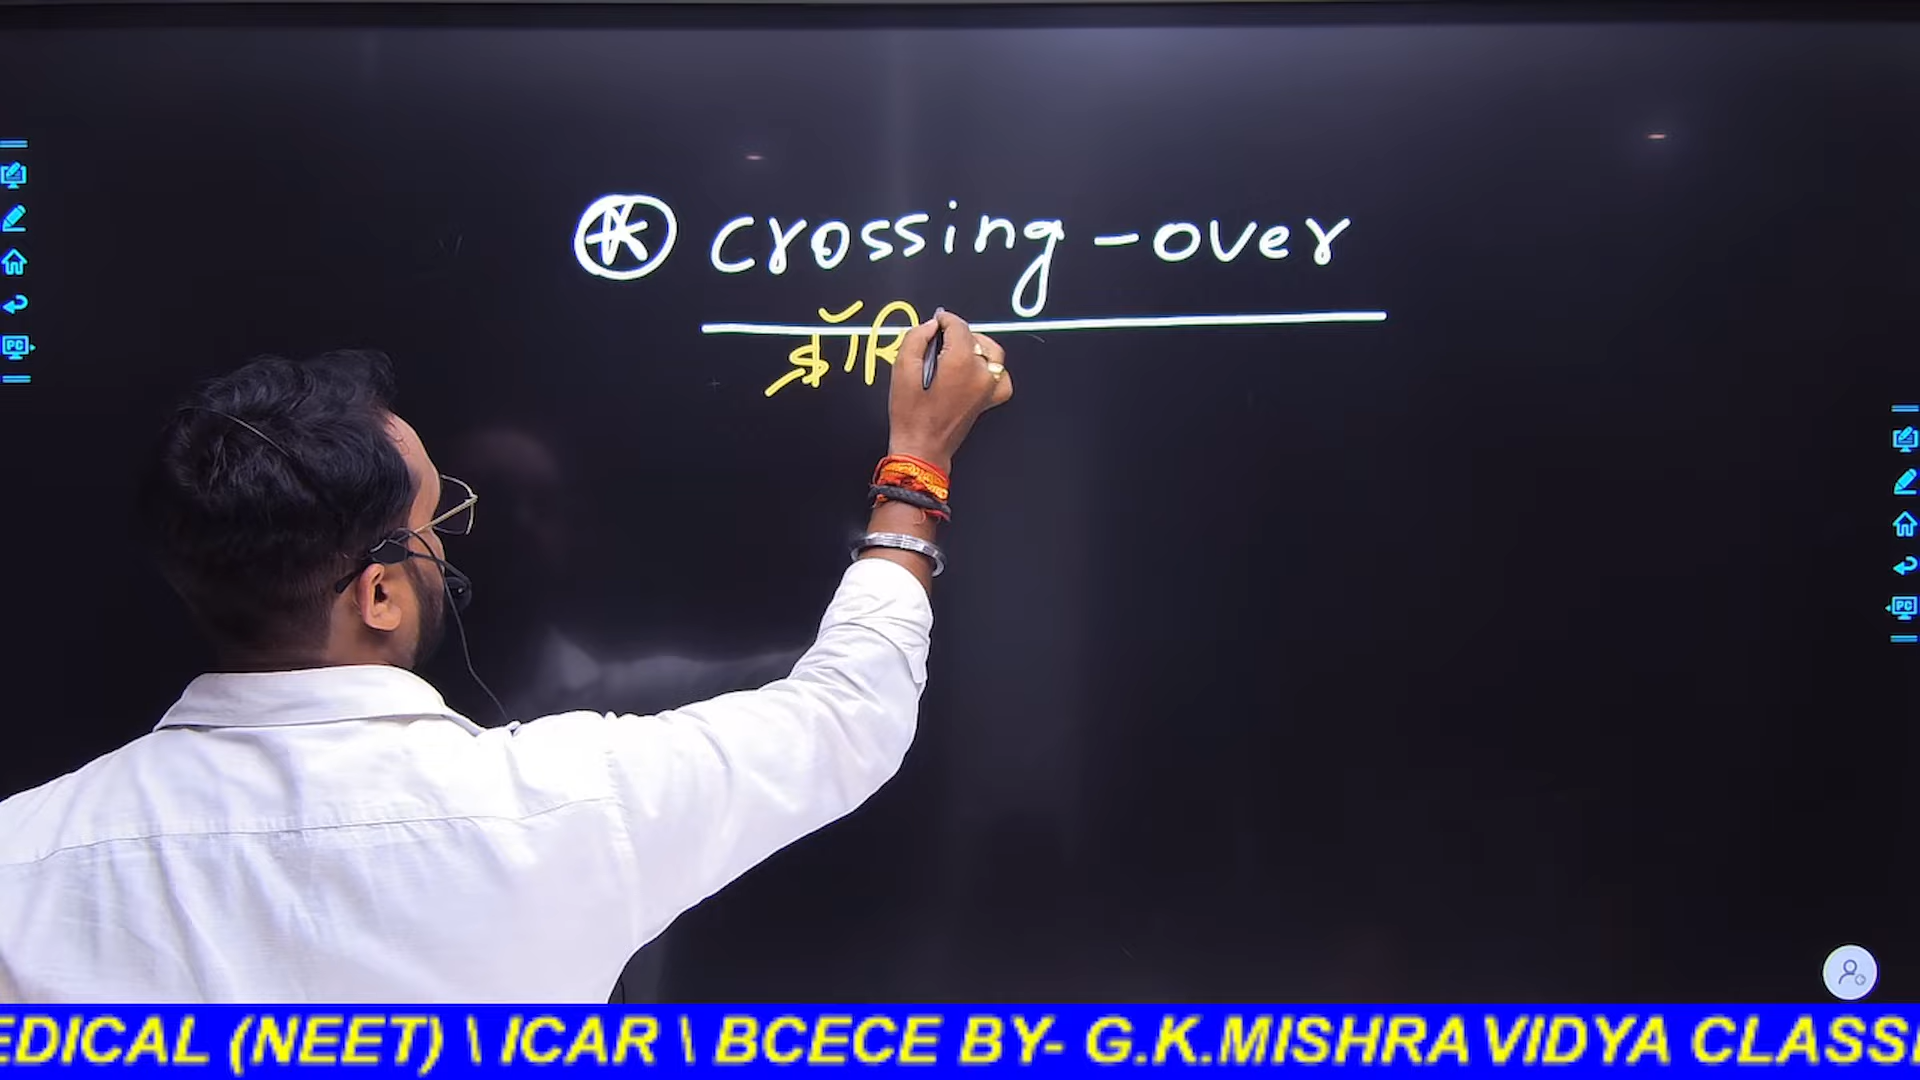 crossing-over
क्रॉसि
EDICAL (NEET) \ ICAR \ BCECE BY- G.K.MISHRA VIDYA CLASS